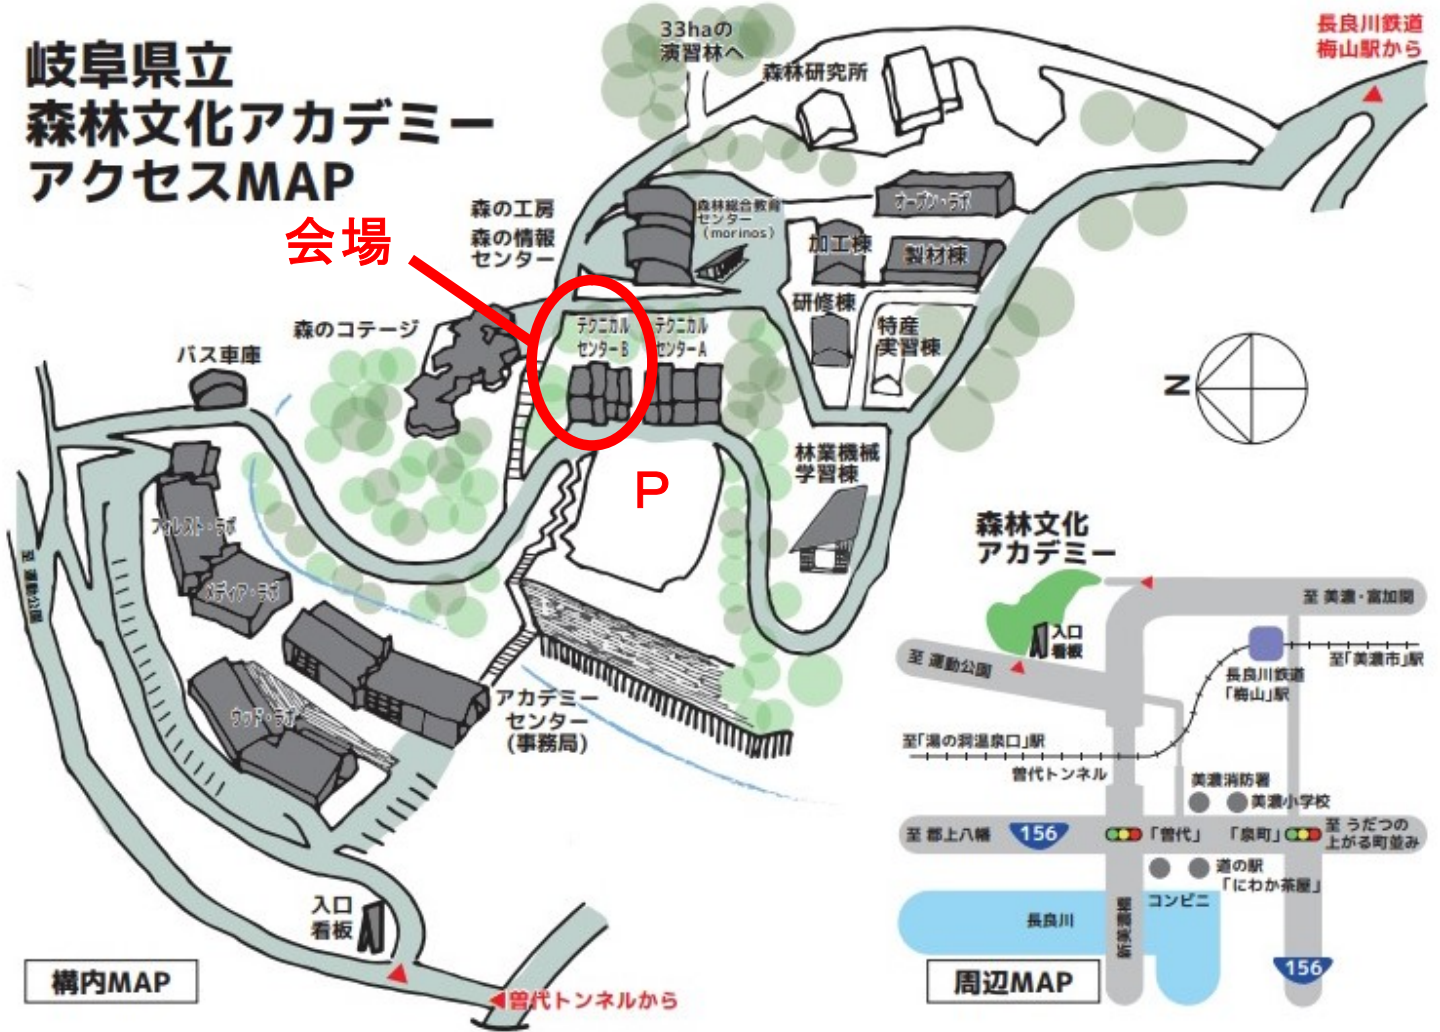 岐阜県立
森林文化アカデミー
アクセスMAP
33haの
演習林へ
森林研究所
長良川鉄道
梅山駅から
森の工房
森の情報
センター
森林総合教育
センター
(morinos)
オープン・ラボ
加工棟
製材棟
会場
研修棟
特産
実習棟
森のコテージ
バス車庫
テクニカル
センターB
テクニカル
センターA
P
林業機械
学習棟
N
フォレスト・ラボ
メディア・ラボ
至 運動公園
ウッド・ラボ
アカデミー
センター
(事務局)
入口
看板
曽代トンネルから
構内MAP
森林文化
アカデミー
至 美濃・富加関
入口
看板
至 運動公園
至「美濃市」駅
長良川鉄道
「梅山」駅
至「湯の洞温泉口」駅
曽代トンネル
美濃消防署
美濃小学校
至 郡上八幡
156
「曽代」
「泉町」
至 うだつの
上がる町並み
道の駅
「にわか茶屋」
コンビニ
長良川
新美濃橋
156
周辺MAP